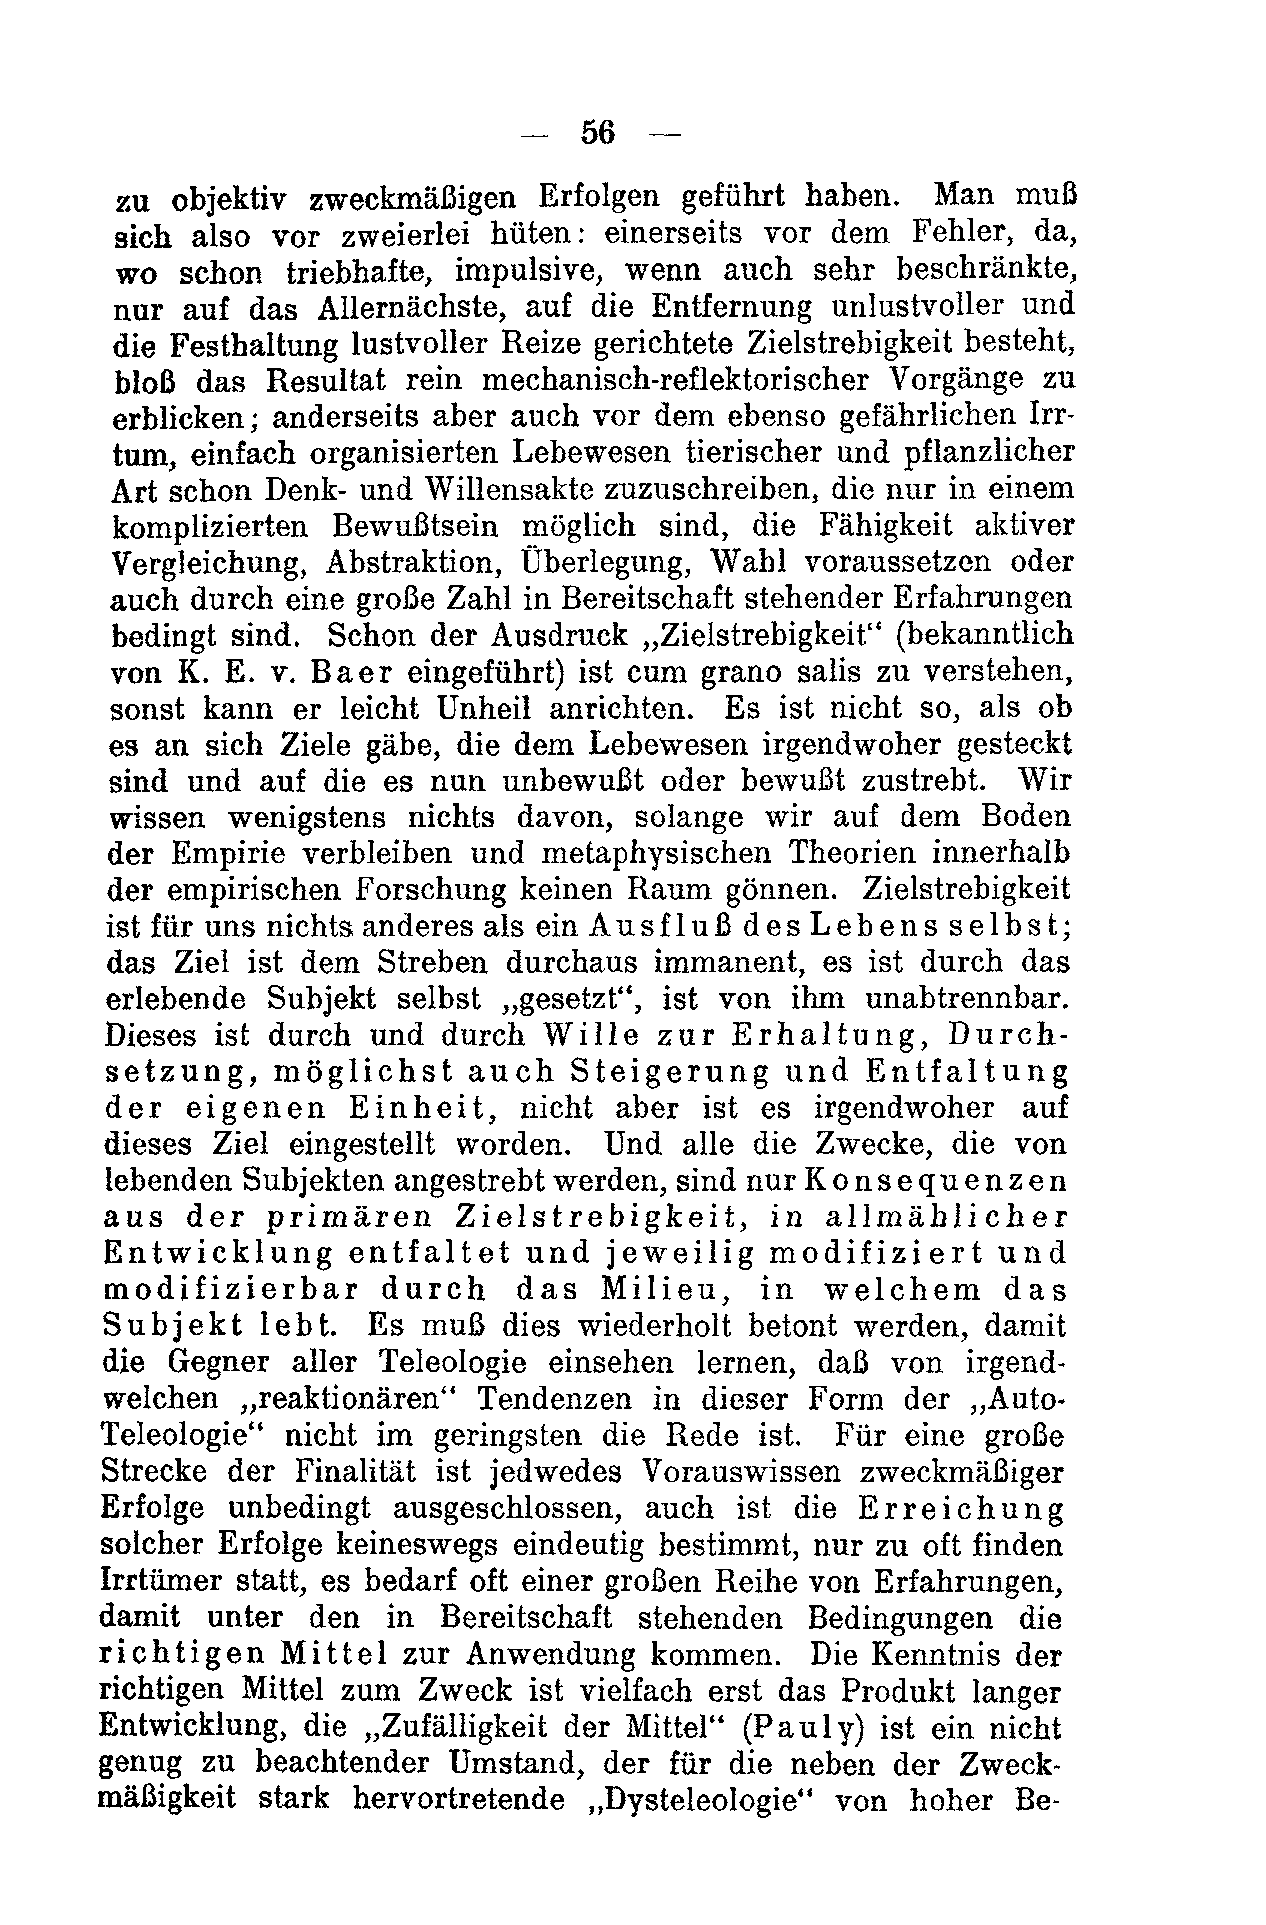 — 56 —
zu objektiv zweckmäßigen Erfolgen geführt haben. Man muß
sich also vor zweierlei hüten: einerseits vor dem Fehler, da,
wo schon triebhafte, impulsive, wenn auch sehr beschränkte,
nur auf das Allernächste, auf die Entfernung unlustvoller und
die Festhaltung lustvoller Reize gerichtete Zielstrebigkeit besteht,
bloß das Resultat rein mechanisch-reflektorischer Vorgänge zu
erblicken; anderseits aber auch vor dem ebenso gefährlichen Irr-
tum, einfach organisierten Lebewesen tierischer und pflanzlicher
Art schon Denk- und Willensakte zuzuschreiben, die nur in einem
komplizierten Bewußtsein möglich sind, die Fähigkeit aktiver
Vergleichung, Abstraktion, Überlegung, Wahl voraussetzen oder
auch durch eine große Zahl in Bereitschaft stehender Erfahrungen
bedingt sind. Schon der Ausdruck „Zielstrebigkeit“ (bekanntlich
von K. E. v. Baer eingeführt) ist cum grano salis zu verstehen,
sonst kann er leicht Unheil anrichten. Es ist nicht so, als ob
es an sich Ziele gäbe, die dem Lebewesen irgendwoher gesteckt
sind und auf die es nun unbewußt oder bewußt zustrebt. Wir
wissen wenigstens nichts davon, solange wir auf dem Boden
der Empirie verbleiben und metaphysischen Theorien innerhalb
der empirischen Forschung keinen Raum gönnen. Zielstrebigkeit
ist für uns nichts anderes als ein Ausfluß des Lebens selbst;
das Ziel ist dem Streben durchaus immanent, es ist durch das
erlebende Subjekt selbst „gesetzt“, ist von ihm unabtrennbar.
Dieses ist durch und durch Wille zur Erhaltung, Durch-
setzung, möglichst auch Steigerung und Entfaltung
der eigenen Einheit, nicht aber ist es irgendwoher auf
dieses Ziel eingestellt worden. Und alle die Zwecke, die von
lebenden Subjekten angestrebt werden, sind nur Konsequenzen
aus der primären Zielstrebigkeit, in allmählicher
Entwicklung entfaltet und jeweilig modifiziert und
modifizierbar durch das Milieu, in welchem das
Subjekt lebt. Es muß dies wiederholt betont werden, damit
die Gegner aller Teleologie einsehen lernen, daß von irgend-
welchen „reaktionären“ Tendenzen in dieser Form der „Auto-
Teleologie“ nicht im geringsten die Rede ist. Für eine große
Strecke der Finalität ist jedwedes Vorauswissen zweckmäßiger
Erfolge unbedingt ausgeschlossen, auch ist die Erreichung
solcher Erfolge keineswegs eindeutig bestimmt, nur zu oft finden
Irrtümer statt, es bedarf oft einer großen Reihe von Erfahrungen,
damit unter den in Bereitschaft stehenden Bedingungen die
richtigen Mittel zur Anwendung kommen. Die Kenntnis der
richtigen Mittel zum Zweck ist vielfach erst das Produkt langer
Entwicklung, die „Zufälligkeit der Mittel“ (Pauly) ist ein nicht
genug zu beachtender Umstand, der für die neben der Zweck-
mäßigkeit stark hervortretende „Dysteleologie“ von hoher Be-